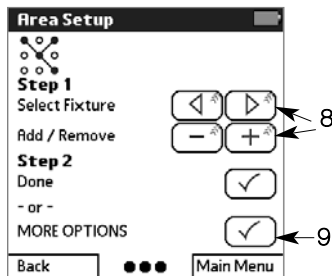 Area Setup
Step 1
Select Fixture
8
Add / Remove
Step 2
Done
- or -
MORE OPTIONS
9
Back
Main Menu